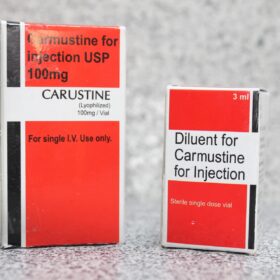 Carmustine for
injection USP
100mg
CARUSTINE
(Lyophilized)
100mg / Vial
For single I.V. Use only.
3 ml
Diluent for
Carmustine
for Injection
Sterile single dose vial